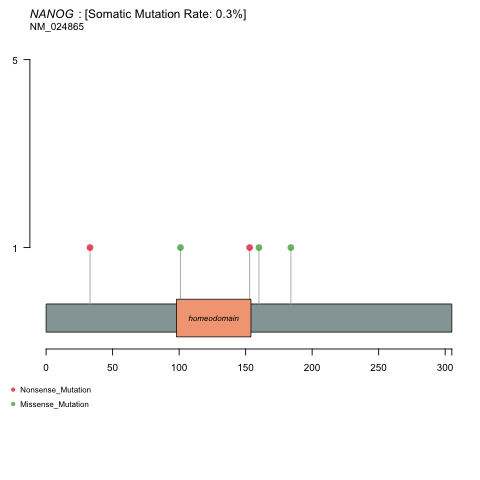 NANOG : [Somatic Mutation Rate: 0.3%]
NM_024865
5
1
homeodomain
0 50 100 150 200 250 300
Nonsense_Mutation
Missense_Mutation